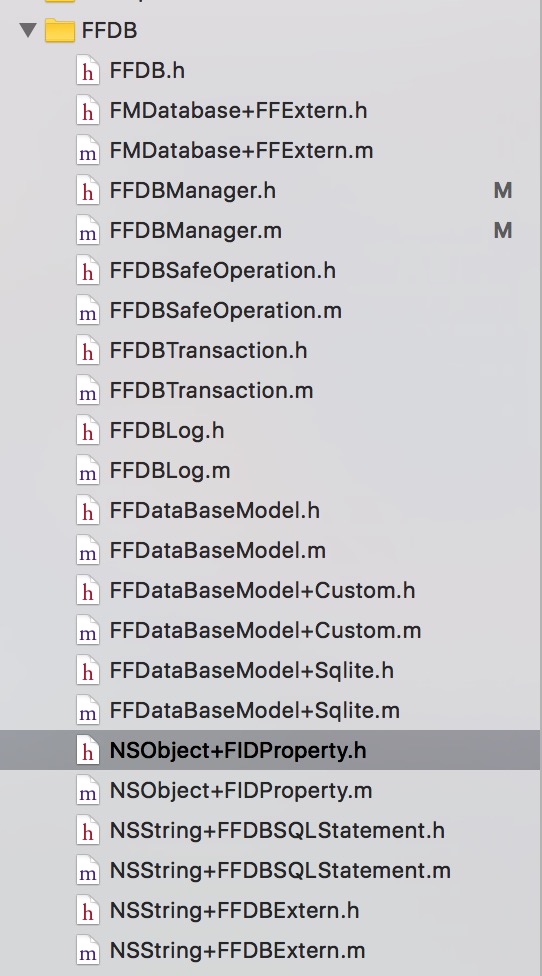 FFDB
h FFDB.h
h FMDatabase+FFExtern.h
m FMDatabase+FFExtern.m
h FFDBManager.h M
m FFDBManager.m M
h FFDBSafeOperation.h
m FFDBSafeOperation.m
h FFDBTransaction.h
m FFDBTransaction.m
h FFDBLog.h
m FFDBLog.m
h FFDataBaseModel.h
m FFDataBaseModel.m
h FFDataBaseModel+Custom.h
m FFDataBaseModel+Custom.m
h FFDataBaseModel+Sqlite.h
m FFDataBaseModel+Sqlite.m
h NSObject+FIDProperty.h
m NSObject+FIDProperty.m
h NSString+FFDBSQLStatement.h
m NSString+FFDBSQLStatement.m
h NSString+FFDBExtern.h
m NSString+FFDBExtern.m